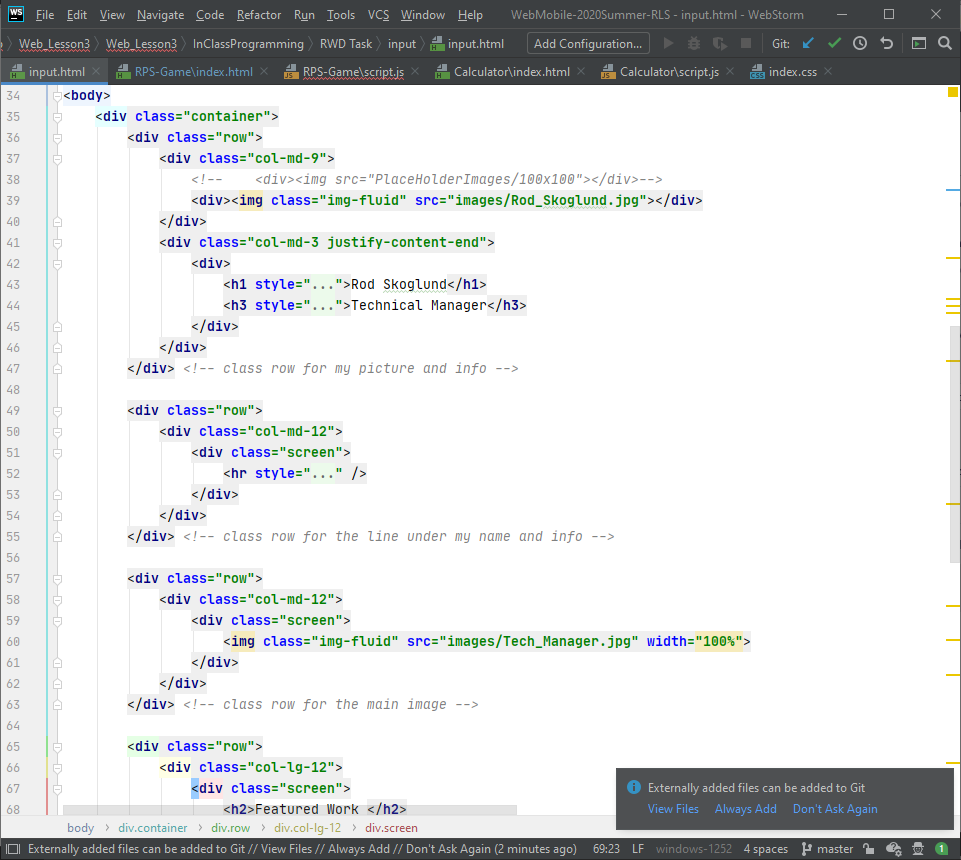 WS File Edit View Navigate Code Refactor Run Tools VCS Window Help WebMobile-2020Summer-RLS - input.html - WebStorm
Web_Lesson3 Web_Lesson3 InClassProgramming RWD Task input input.html Add Configuration... Git:
input.html RPS-Game\index.html RPS-Game\script.js Calculator\index.html Calculator\script.js index.css
34 <body>
35 <div class="container">
36 <div class="row">
37 <div class="col-md-9">
38 <!-- <div><img src="PlaceHolderImages/100x100"></div>-->
39 <div><img class="img-fluid" src="images/Rod_Skoglund.jpg"></div>
40 </div>
41 <div class="col-md-3 justify-content-end">
42 <div>
43 <h1 style="...">Rod Skoglund</h1>
44 <h3 style="...">Technical Manager</h3>
45 </div>
46 </div>
47 </div> <!-- class row for my picture and info -->
48
49 <div class="row">
50 <div class="col-md-12">
51 <div class="screen">
52 <hr style="..." />
53 </div>
54 </div>
55 </div> <!-- class row for the line under my name and info -->
56
57 <div class="row">
58 <div class="col-md-12">
59 <div class="screen">
60 <img class="img-fluid" src="images/Tech_Manager.jpg" width="100%">
61 </div>
62 </div>
63 </div> <!-- class row for the main image -->
64
65 <div class="row">
66 <div class="col-lg-12">
67 <div class="screen">
68 <h2>Featured Work </h2>
Externally added files can be added to Git
View Files Always Add Don't Ask Again
body div.container div.row div.col-lg-12 div.screen
Externally added files can be added to Git // View Files // Always Add // Don't Ask Again (2 minutes ago) 69:23 LF windows-1252 4 spaces master 1